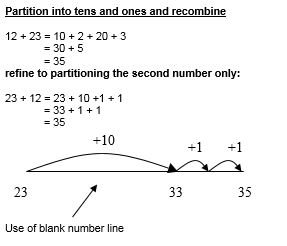 Partition into tens and ones and recombine
12 + 23 = 10 + 2 + 20 + 3
= 30 + 5
= 35
refine to partitioning the second number only:
23 + 12 = 23 + 10 +1 + 1
= 33 + 1 + 1
= 35
+10 +1 +1
23 33 35
Use of blank number line